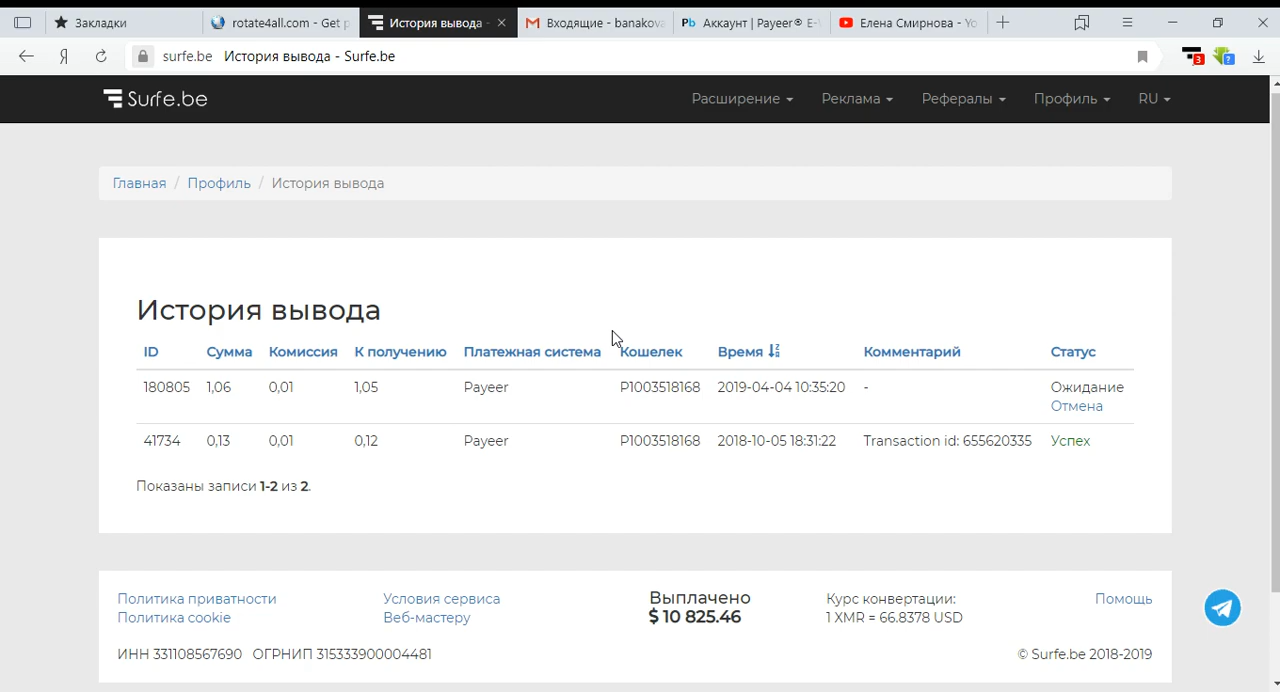 Закладки
rotate4all.com - Get p
История вывода -
Входящие - banakova
Pb Аккаунт | Payeer® E-
Елена Смирнова - Yo
Я
surfe.be История вывода - Surfe.be
3
?
Surfe.be
Расширение
Реклама
Рефералы
Профиль
RU
Главная / Профиль / История вывода
История вывода
ID Сумма Комиссия К получению Платежная система Кошелек Время Комментарий Статус
180805 1,06 0,01 1,05 Payeer P1003518168 2019-04-04 10:35:20 - Ожидание
Отмена
41734 0,13 0,01 0,12 Payeer P1003518168 2018-10-05 18:31:22 Transaction id: 655620335 Успех
Показаны записи 1-2 из 2.
Политика приватности
Политика cookie
Условия сервиса
Веб-мастеру
Выплачено
$ 10 825.46
Курс конвертации:
1 XMR = 66.8378 USD
Помощь
ИНН 331108567690 ОГРНИП 315333900004481
© Surfe.be 2018-2019